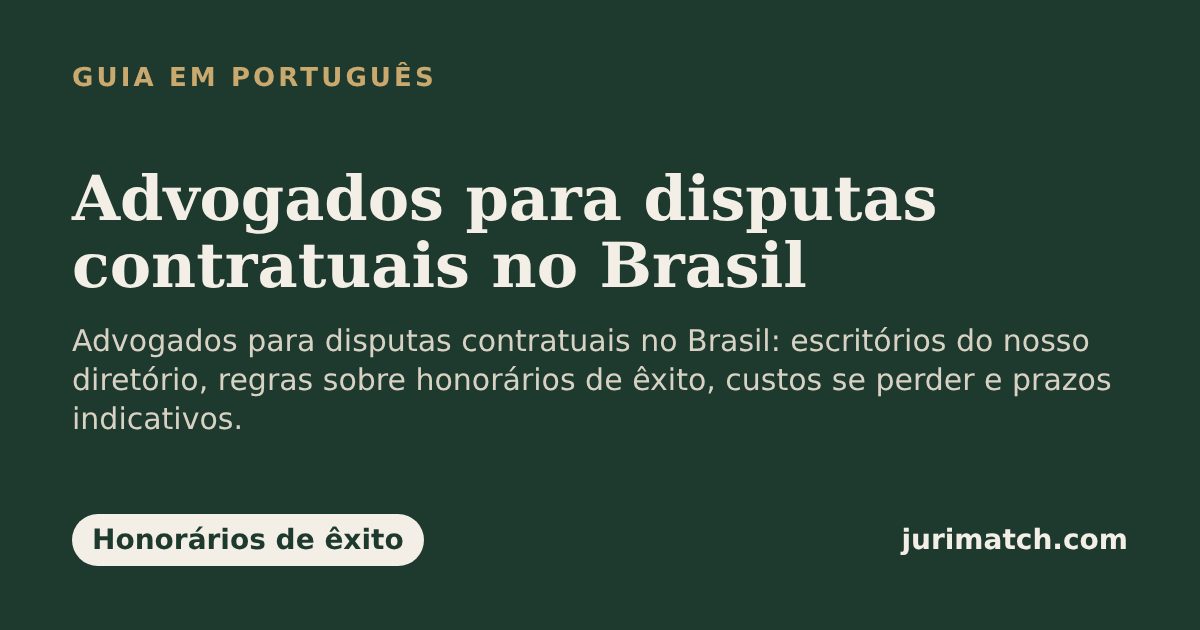 GUIA EM PORTUGUÊS
Advogados para disputas
contratuais no Brasil
Advogados para disputas contratuais no Brasil: escritórios do nosso
diretório, regras sobre honorários de êxito, custos se perder e prazos
indicativos.
Honorários de êxito
jurimatch.com